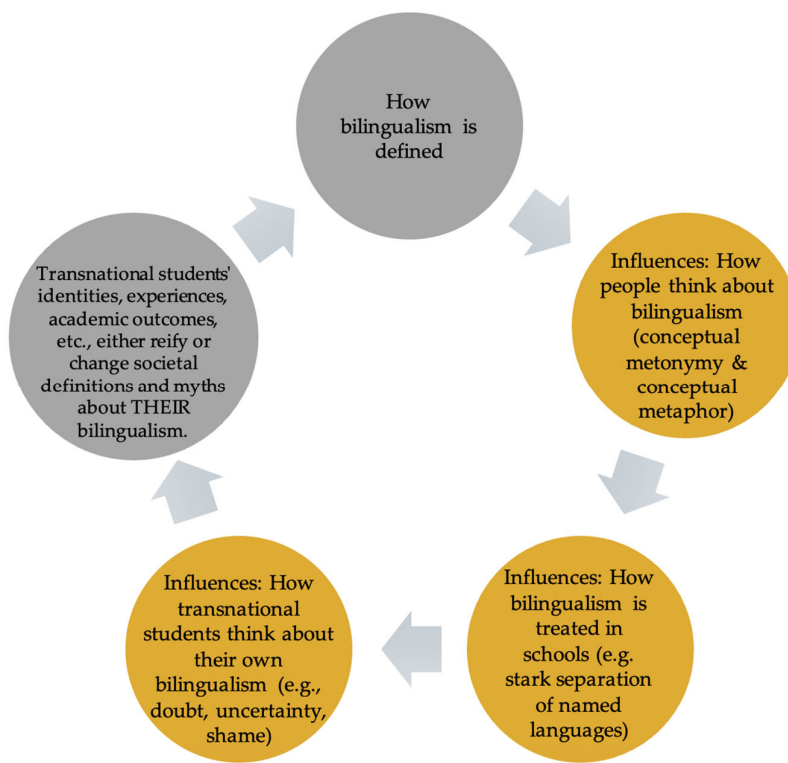 How
bilingualism is
defined
Influences: How
people think about
bilingualism
(conceptual
metonymy &
conceptual
metaphor)
Influences: How
bilingualism is
treated in
schools (e.g.
stark separation
of named
languages)
Influences: How
transnational
students think about
their own
bilingualism (e.g.,
doubt, uncertainty,
shame)
Transnational students'
identities, experiences,
academic outcomes,
etc., either reify or
change societal
definitions and myths
about THEIR
bilingualism.